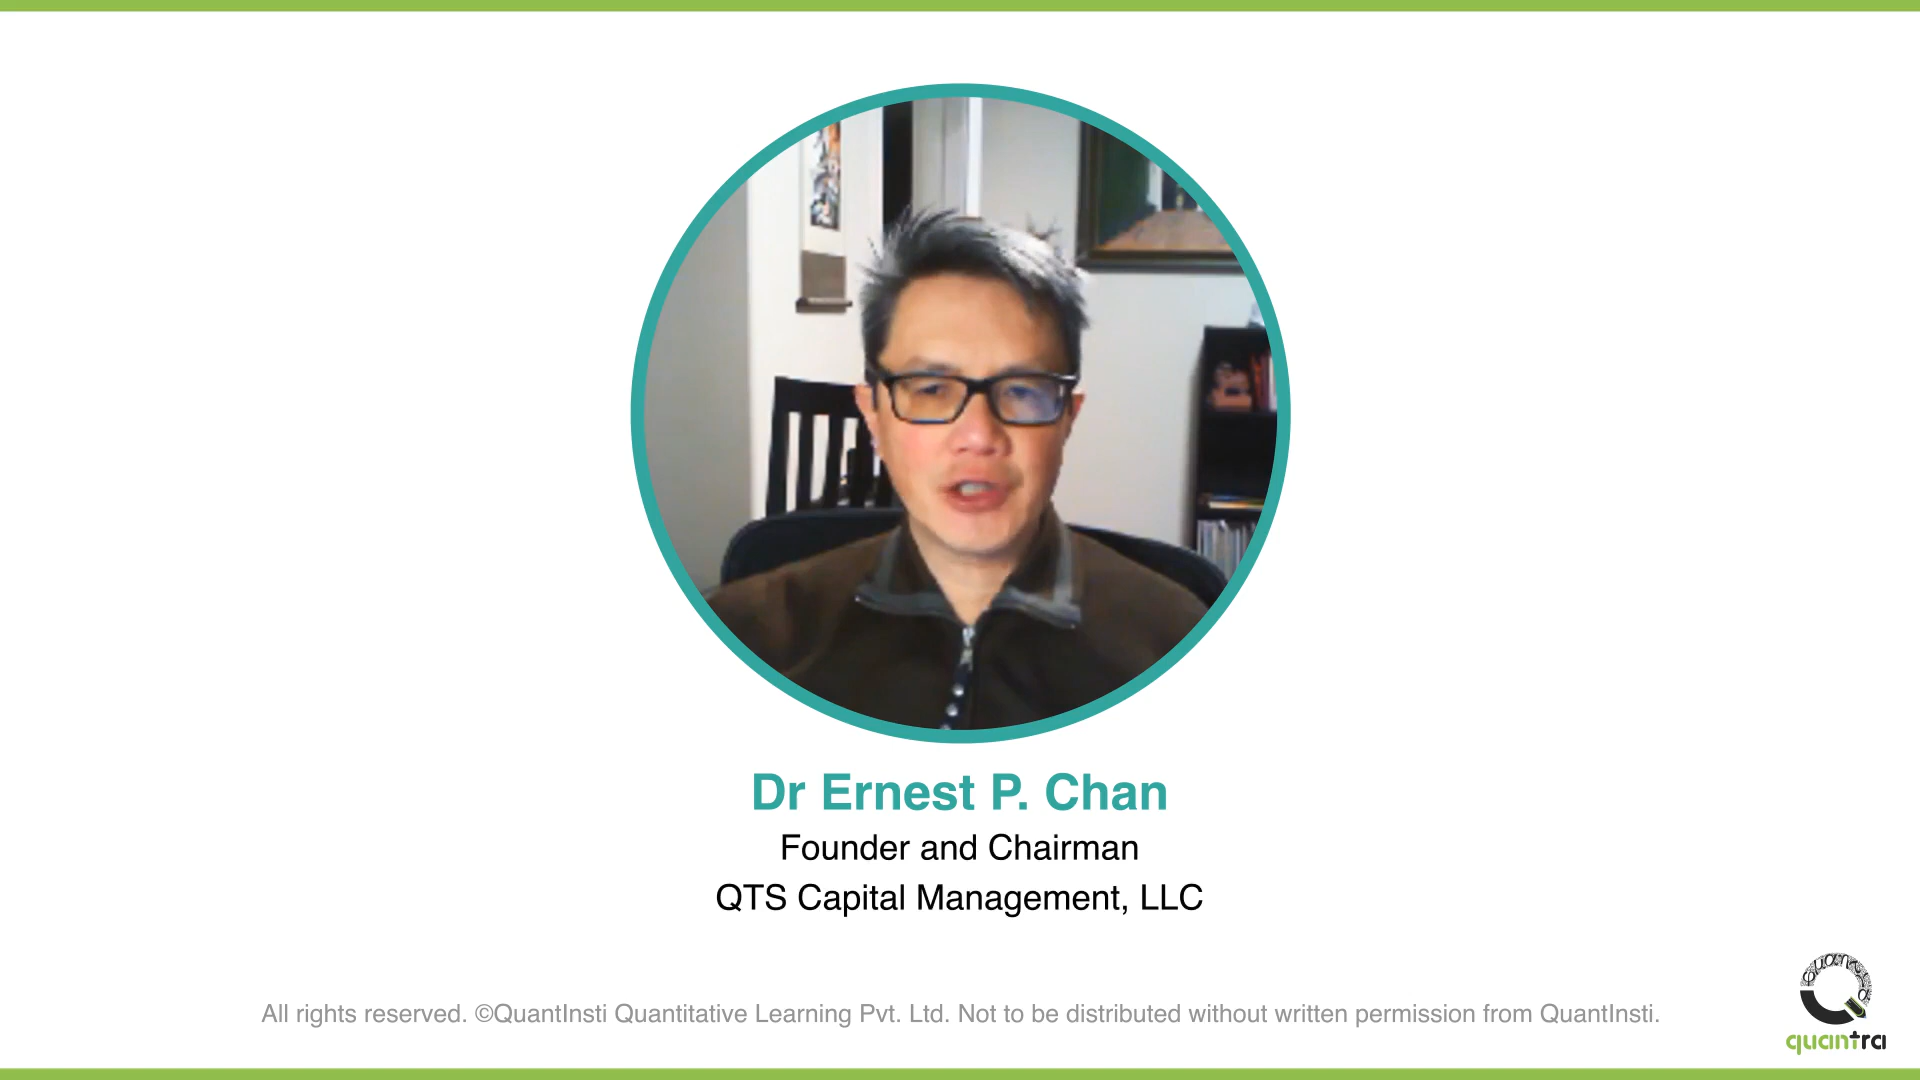 Dr Ernest P. Chan
Founder and Chairman
QTS Capital Management, LLC
All rights reserved. ©QuantInsti Quantitative Learning Pvt. Ltd. Not to be distributed without written permission from QuantInsti.
quantra